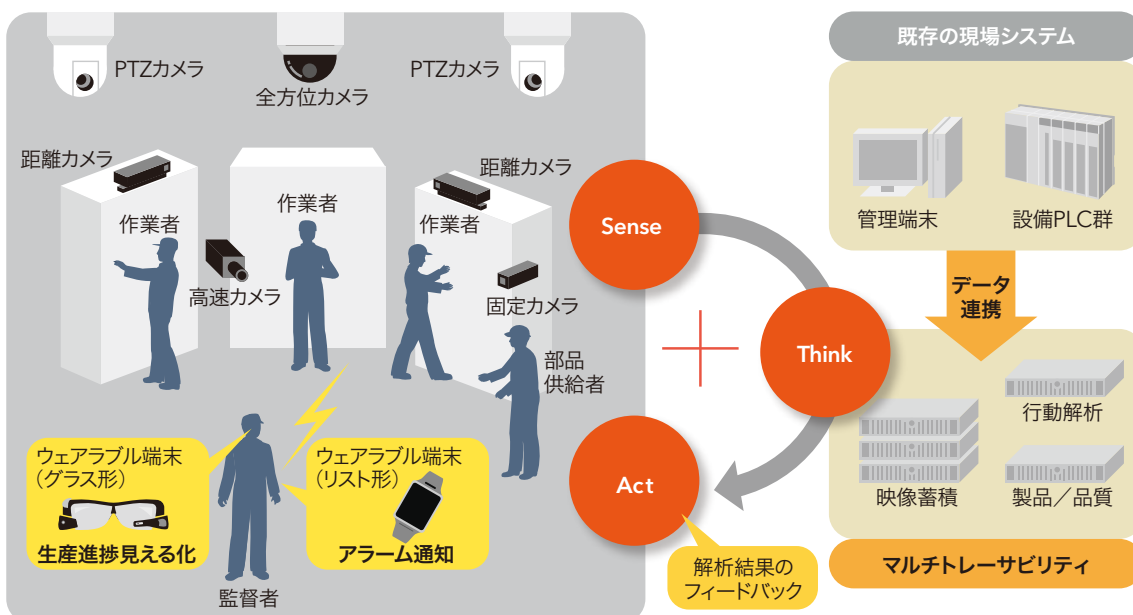 PTZカメラ
全方位カメラ
PTZカメラ
距離カメラ
距離カメラ
作業者
作業者
作業者
高速カメラ
固定カメラ
部品
供給者
ウェアラブル端末
（グラス形）
生産進捗見える化
ウェアラブル端末
（リスト形）
アラーム通知
監督者
Sense
Think
Act
解析結果の
フィードバック
既存の現場システム
管理端末
設備PLC群
データ
連携
映像蓄積
行動解析
製品／品質
マルチトレーサビリティ